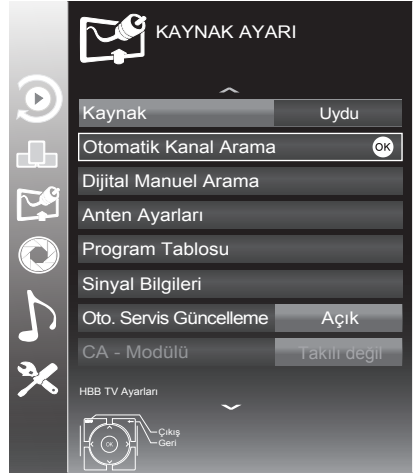 KAYNAK AYARI
Kaynak Uydu
Otomatik Kanal Arama OK
Dijital Manuel Arama
Anten Ayarları
Program Tablosu
Sinyal Bilgileri
Oto. Servis Güncelleme Açık
CA - Modülü Takılı değil
HBB TV Ayarları
Çıkış
Geri
OK